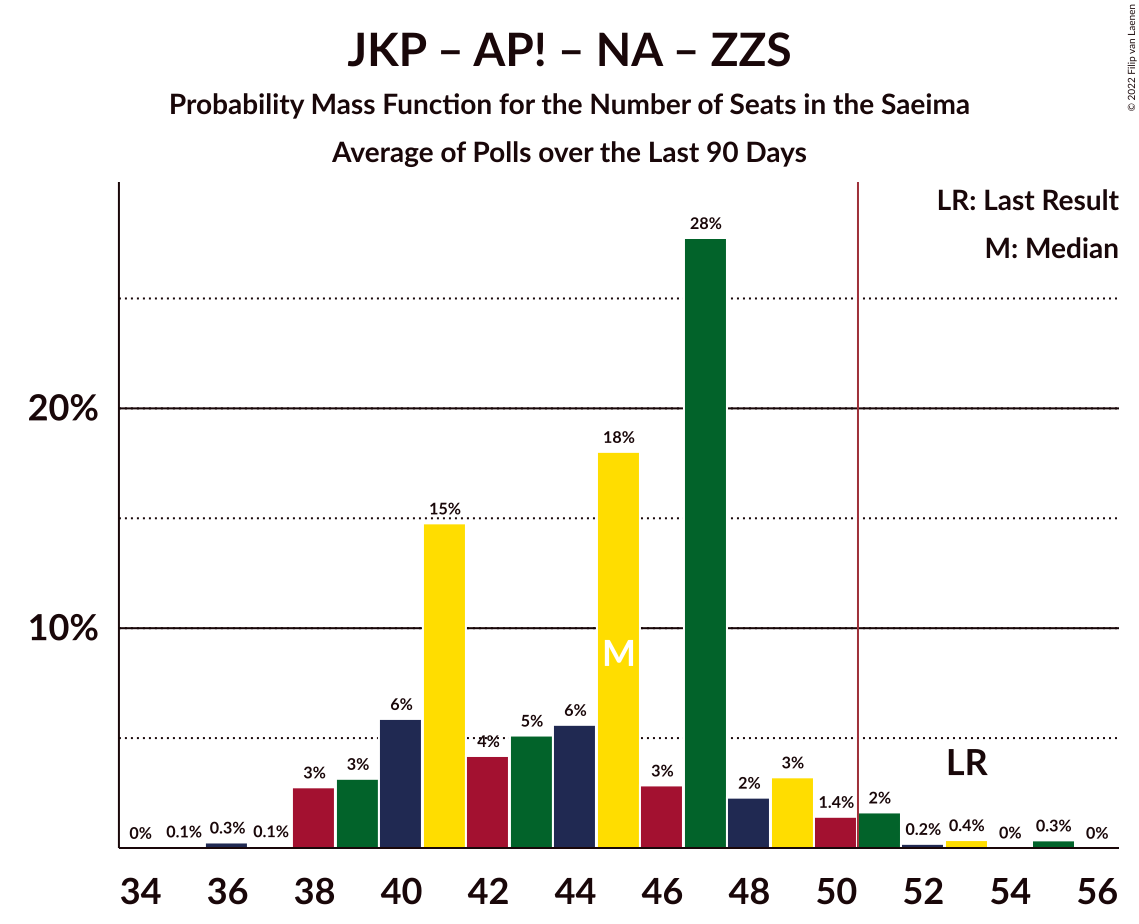 JKP – AP! – NA – ZZS
Probability Mass Function for the Number of Seats in the Saeima
Average of Polls over the Last 90 Days
© 2022 Filip van Laenen
LR: Last Result
M: Median
28%
20%
18%
15%
10%
M
6%
6%
5%
4%
LR
3%
3%
3%
3%
2%
1.4%
2%
0%
0.1%
0.3%
0.1%
0.2%
0.4%
0%
0.3%
0%
34 36 38 40 42 44 46 48 50 52 54 56